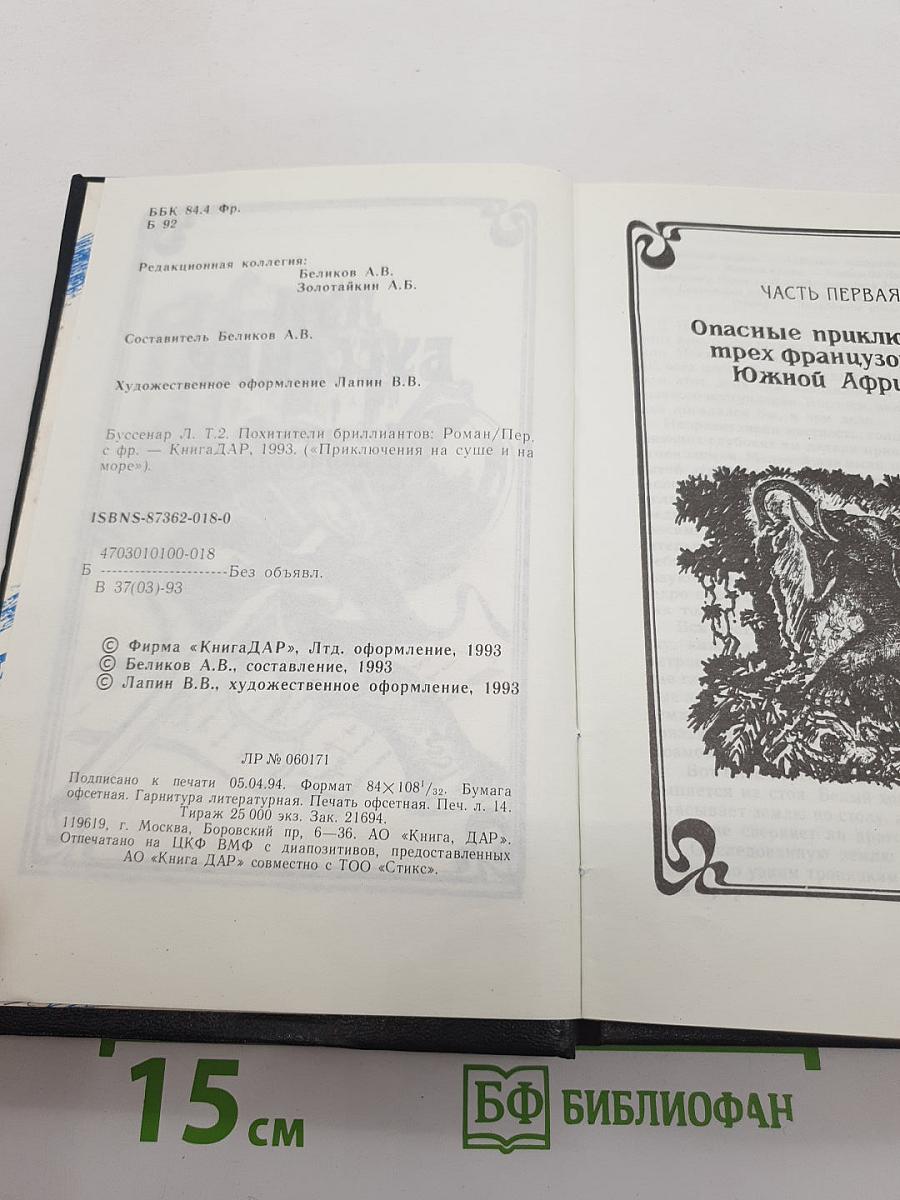 ББК 84.4 Фр.
Б 92
Редакционная коллегия:
Беликов А.В.
Золотайкин А.Б.
Составитель Беликов А.В.
Художественное оформление Лапин В.В.
Буссенар Л. Т.2. Похитители бриллиантов: Роман/Пер.
с фр. — КнигаДАР, 1993. («Приключения на суше и на
море»).
ISBNS-87362-018-0
4703010100-018
Б ----------------------Без объявл.
В 37(03)-93
© Фирма «КнигаДАР», Лтд. оформление, 1993
© Беликов А.В., составление, 1993
© Лапин В.В., художественное оформление, 1993
ЛР № 060171
Подписано к печати 05.04.94. Формат 84×108¹/₃₂. Бумага
офсетная. Гарнитура литературная. Печать офсетная. Печ. л. 14.
Тираж 25 000 экз. Зак. 21694.
119619, г. Москва, Боровский пр, 6—36. АО «Книга, ДАР».
Отпечатано на ЦКФ ВМФ с диапозитивов, предоставленных
АО «Книга ДАР» совместно с ТОО «Стикс».
ЧАСТЬ ПЕРВАЯ
Опасные приклю
трех французо
Южной Афри
15 см
БФ БИБЛИОФАН